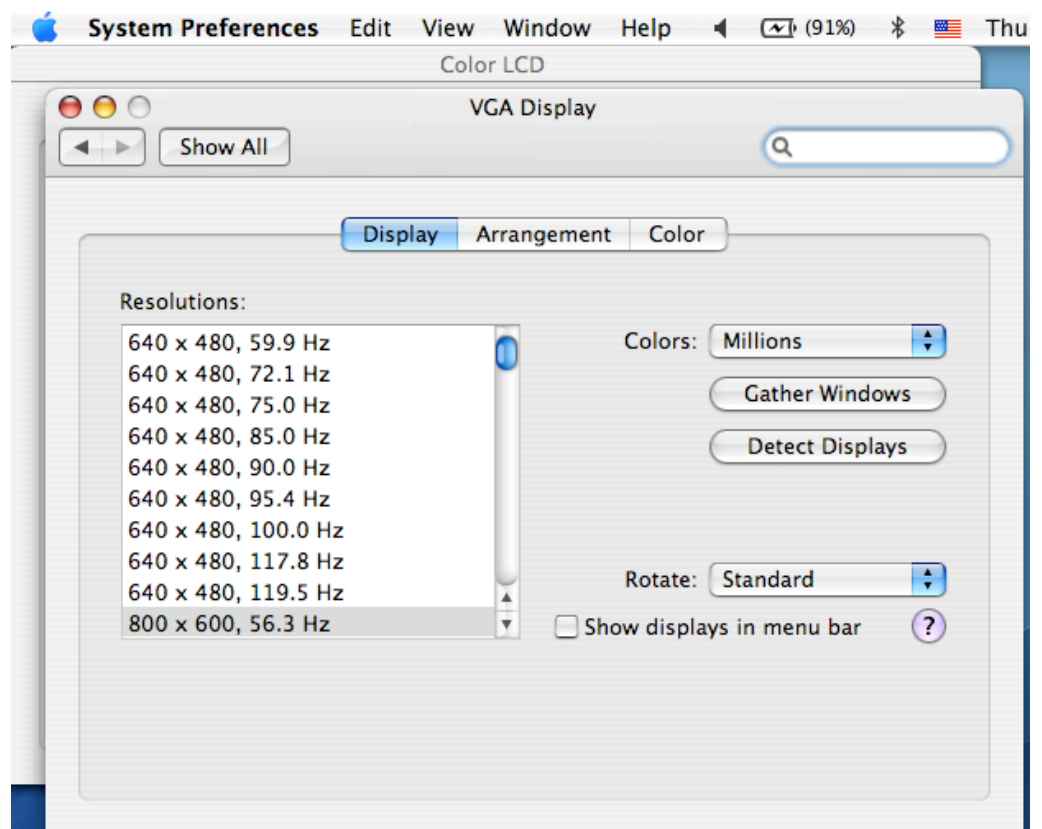 System Preferences Edit View Window Help (91%) Thu
Color LCD
VGA Display
Show All
Display Arrangement Color
Resolutions:
640 x 480, 59.9 Hz
640 x 480, 72.1 Hz
640 x 480, 75.0 Hz
640 x 480, 85.0 Hz
640 x 480, 90.0 Hz
640 x 480, 95.4 Hz
640 x 480, 100.0 Hz
640 x 480, 117.8 Hz
640 x 480, 119.5 Hz
800 x 600, 56.3 Hz
Colors: Millions
Gather Windows
Detect Displays
Rotate: Standard
Show displays in menu bar ?